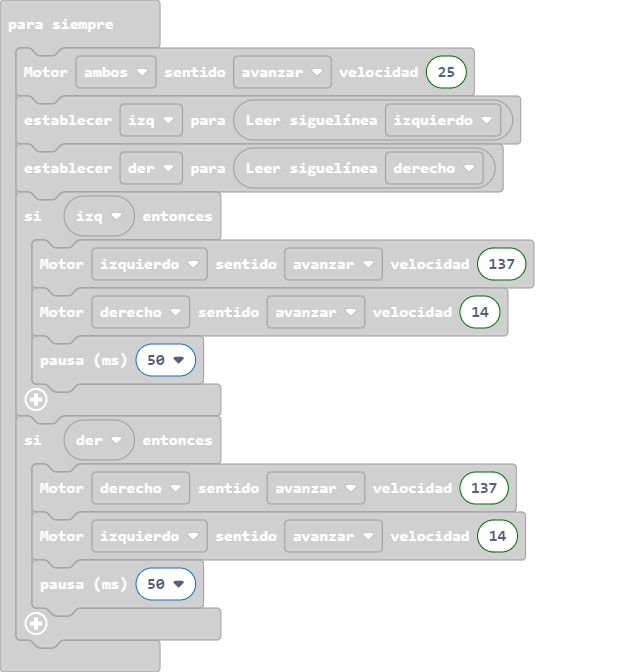 para siempre
Motor ambos sentido avanzar velocidad 25
establecer izq para Leer siguelínea izquierdo
establecer der para Leer siguelínea derecho
si izq entonces
Motor izquierdo sentido avanzar velocidad 137
Motor derecho sentido avanzar velocidad 14
pausa (ms) 50
si der entonces
Motor derecho sentido avanzar velocidad 137
Motor izquierdo sentido avanzar velocidad 14
pausa (ms) 50